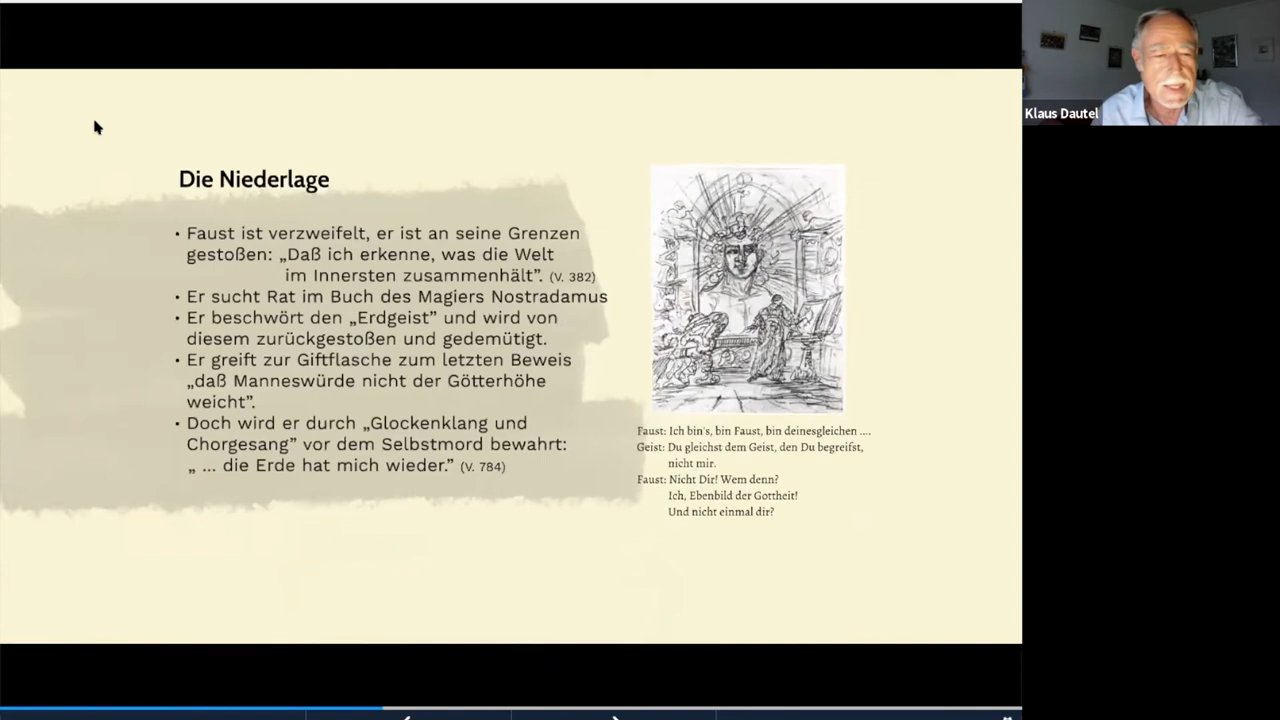 Die Niederlage
• Faust ist verzweifelt, er ist an seine Grenzen
gestoßen: „Daß ich erkenne, was die Welt
im Innersten zusammenhält”. (V. 382)
• Er sucht Rat im Buch des Magiers Nostradamus
• Er beschwört den „Erdgeist” und wird von
diesem zurückgestoßen und gedemütigt.
• Er greift zur Giftflasche zum letzten Beweis
„daß Manneswürde nicht der Götterhöhe
weicht”.
• Doch wird er durch „Glockenklang und
Chorgesang” vor dem Selbstmord bewahrt:
„ ... die Erde hat mich wieder.” (V. 784)
Faust: Ich bin's, bin Faust, bin deinesgleichen ....
Geist: Du gleichst dem Geist, den Du begreifst,
nicht mir.
Faust: Nicht Dir! Wem denn?
Ich, Ebenbild der Gottheit!
Und nicht einmal dir?
Klaus Dautel